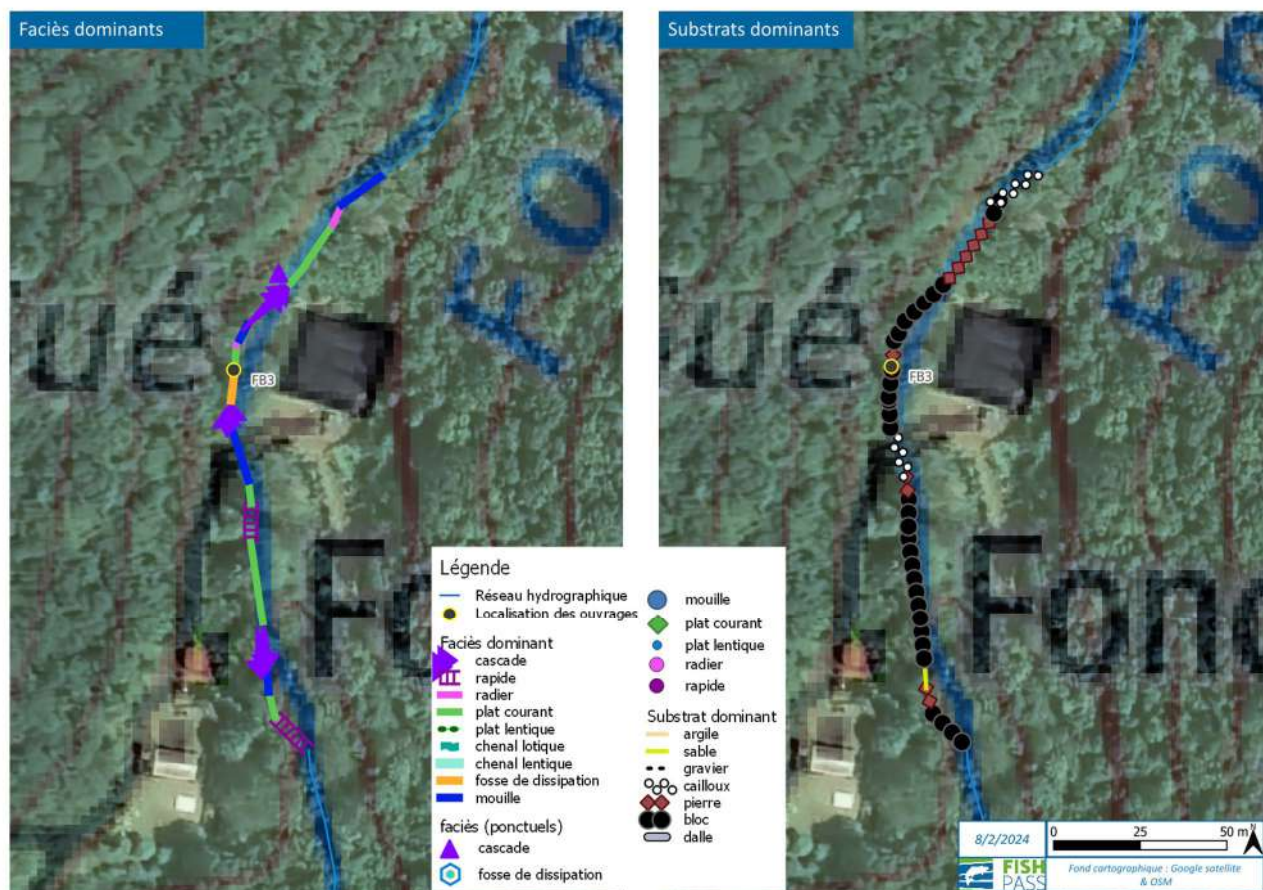 Faciès dominants
Substrats dominants
FB3
FB3
Fond
Légende
Réseau hydrographique
Localisation des ouvrages
Faciès dominant
cascade
rapide
radier
plat courant
plat lentique
chenal lotique
chenal lentique
fosse de dissipation
mouille
faciès (ponctuels)
cascade
fosse de dissipation
mouille
plat courant
plat lentique
radier
rapide
Substrat dominant
argile
sable
gravier
cailloux
pierre
bloc
dalle
8/2/2024
0 25 50 m
N
FISH
PASS
Fond cartographique : Google satellite
& OSM